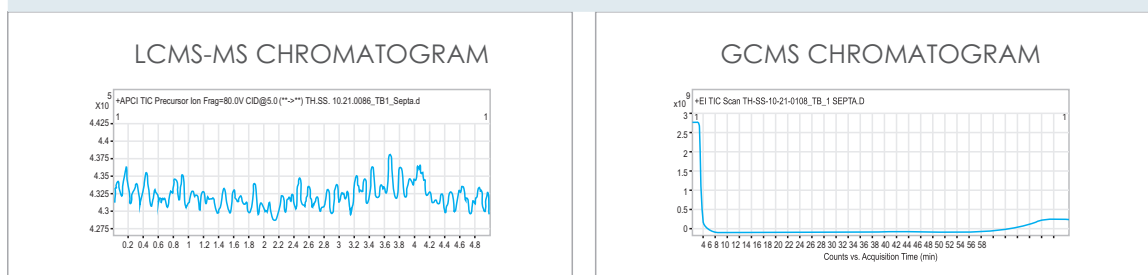 LCMS-MS CHROMATOGRAM
5
X10
+APCI TIC Precursor Ion Frag=80.0V CID@5.0 (**->**) TH.SS. 10.21.0086_TB1_Septa.d
1 1
4.425
4.4
4.375
4.35
4.325
4.3
4.275
0.2 0.4 0.6 0.8 1 1.2 1.4 1.6 1.8 2 2.2 2.4 2.6 2.8 3 3.2 3.4 3.6 3.8 4 4.2 4.4 4.6 4.8
GCMS CHROMATOGRAM
9
x10
+EI TIC Scan TH-SS-10-21-0108_TB_1 SEPTA.D
1 1
3
2.5
2
1.5
1
0.5
0
4 6 8 10 12 14 16 18 20 22 24 26 28 30 32 34 36 38 40 42 44 46 48 50 52 54 56 58
Counts vs. Acquisition Time (min)